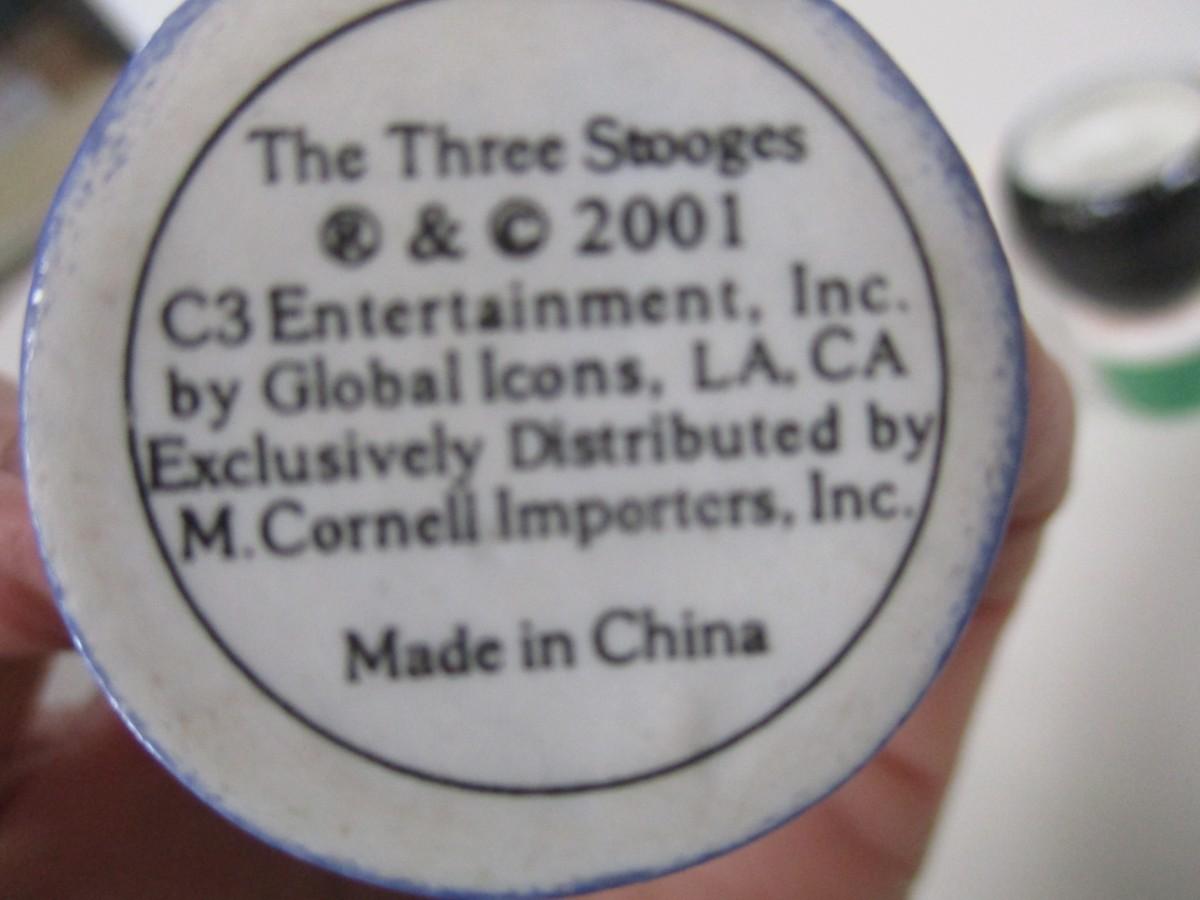 The Three Stooges
® & © 2001
C3 Entertainment, Inc.
by Global Icons, LA, CA
Exclusively Distributed by
M.Cornell Importers, Inc.
Made in China